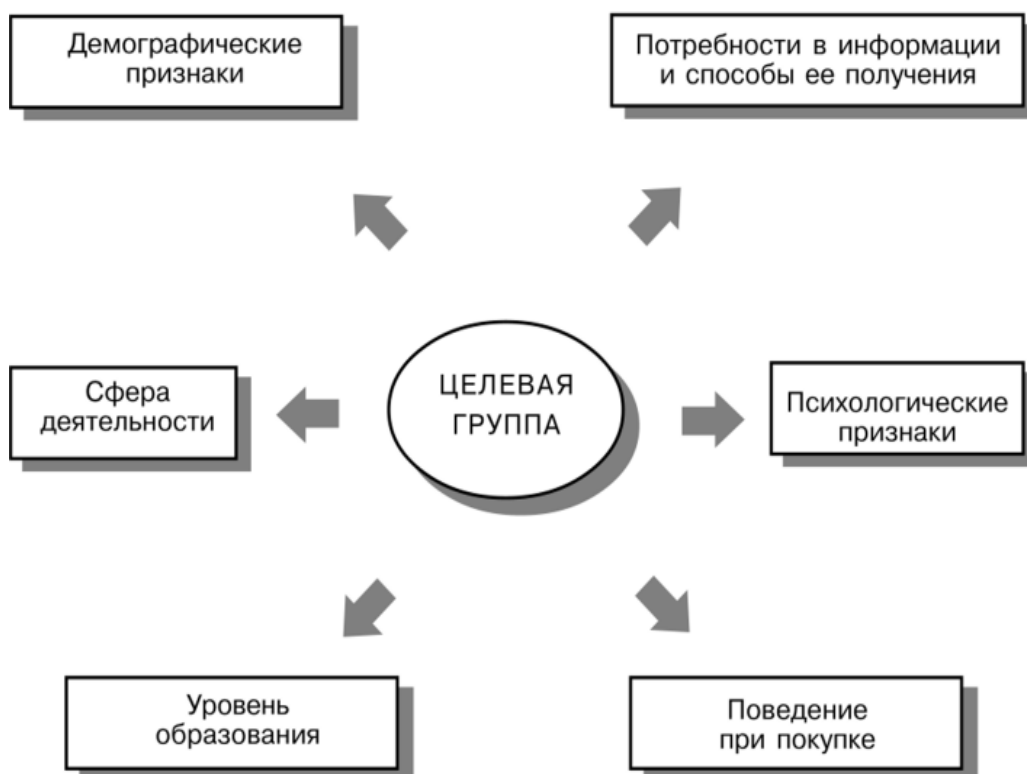 Демографические
признаки
Потребности в информации
и способы ее получения
Сфера
деятельности
ЦЕЛЕВАЯ
ГРУППА
Психологические
признаки
Уровень
образования
Поведение
при покупке